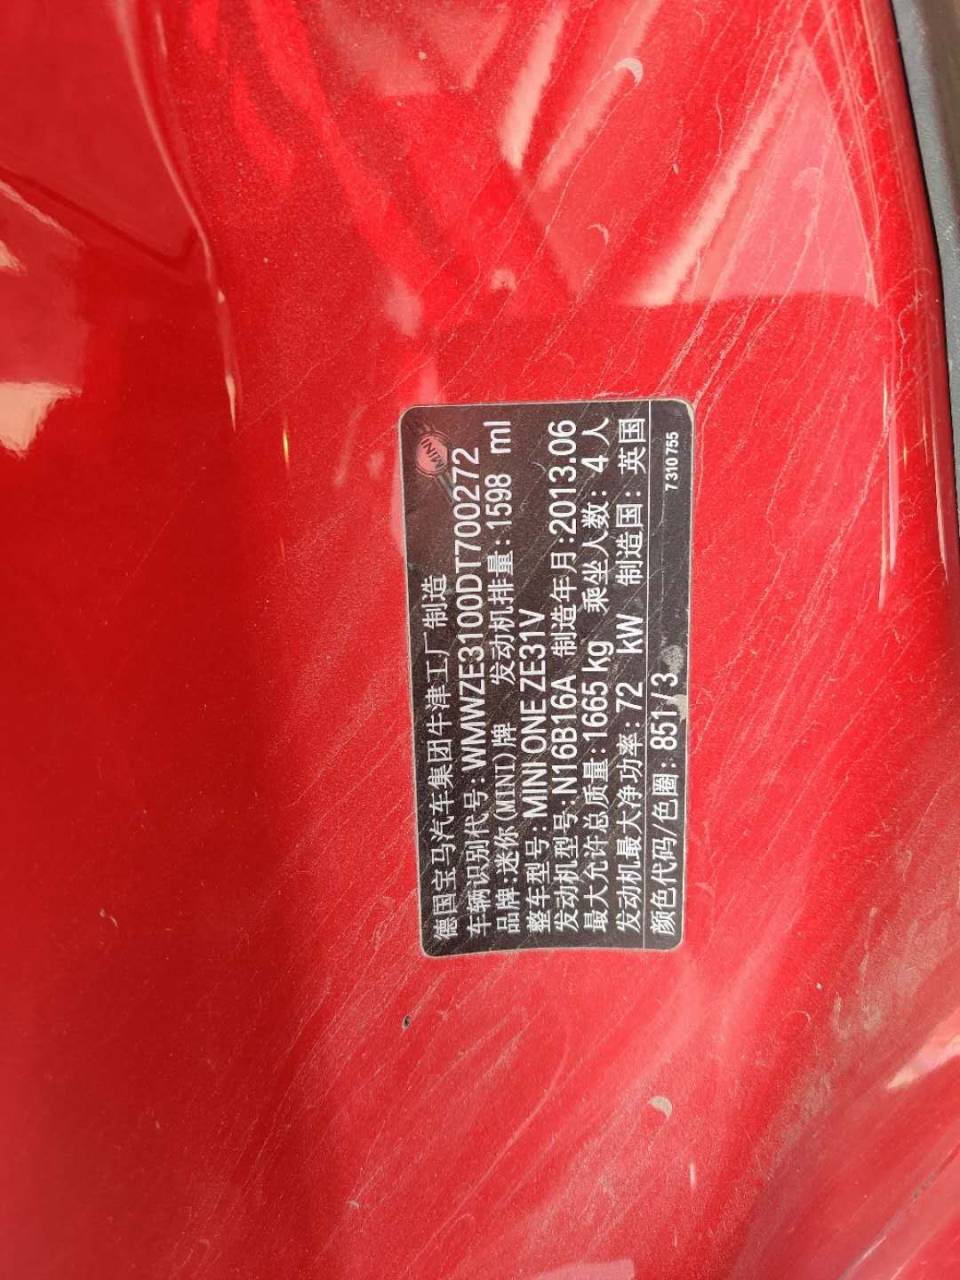 MINI
德国宝马汽车集团牛津工厂制造
车辆识别代号:WMWZE3100DT700272
品牌:迷你(MINI)牌 发动机排量:1598 ml
整车型号:MINI ONE ZE31V
发动机型号:N16B16A 制造年月:2013.06
最大允许总质量:1665 kg 乘坐人数: 4 人
发动机最大净功率:72 kW 制造国: 英国
颜色代码/色圈:851 / 3
7 310 755